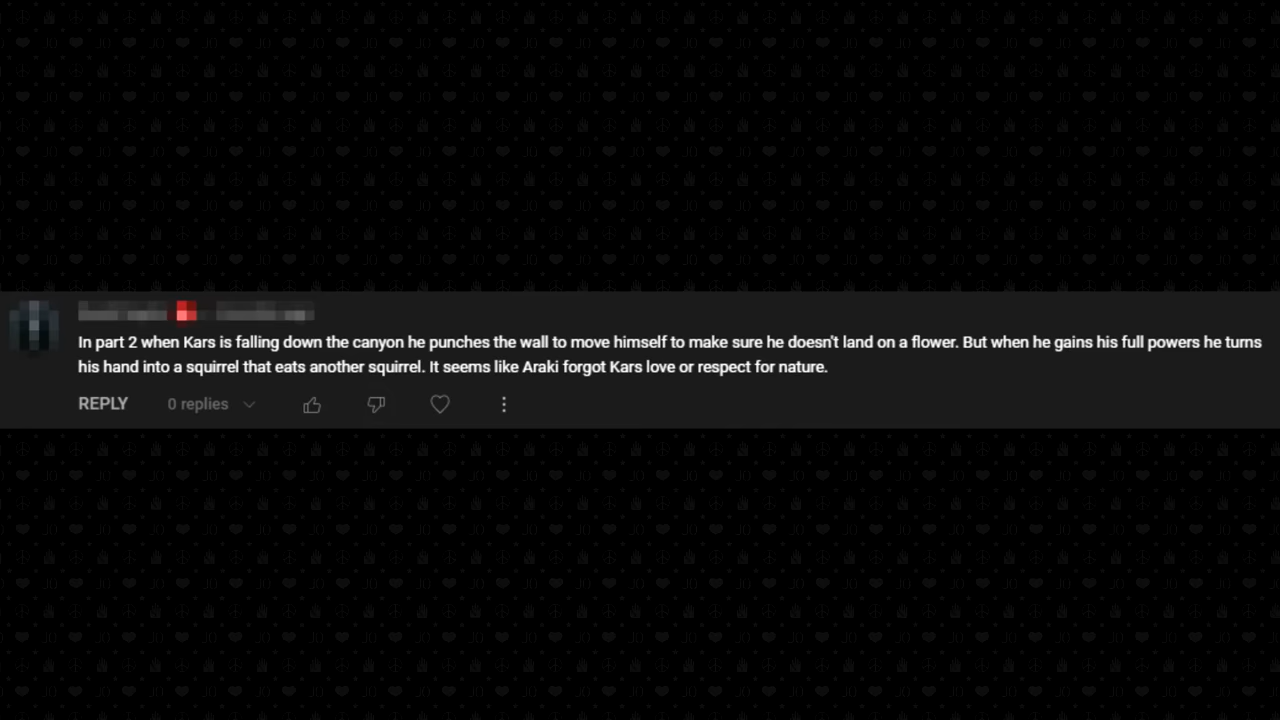 In part 2 when Kars is falling down the canyon he punches the wall to move himself to make sure he doesn't land on a flower. But when he gains his full powers he turns
his hand into a squirrel that eats another squirrel. It seems like Araki forgot Kars love or respect for nature.
REPLY 0 replies